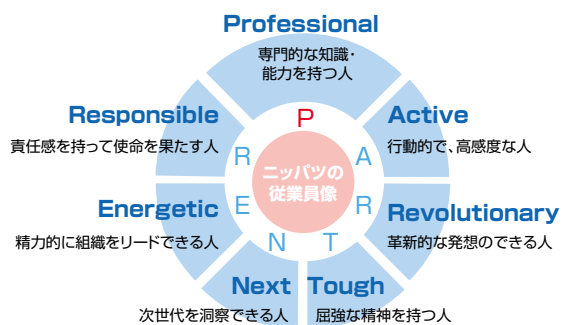 Professional
専門的な知識・
能力を持つ人
P
Active
行動的で、高感度な人
A
Revolutionary
革新的な発想のできる人
R
Tough
屈強な精神を持つ人
T
Next
次世代を洞察できる人
N
Energetic
精力的に組織をリードできる人
E
Responsible
責任感を持って使命を果たす人
R
ニッパツの
従業員像